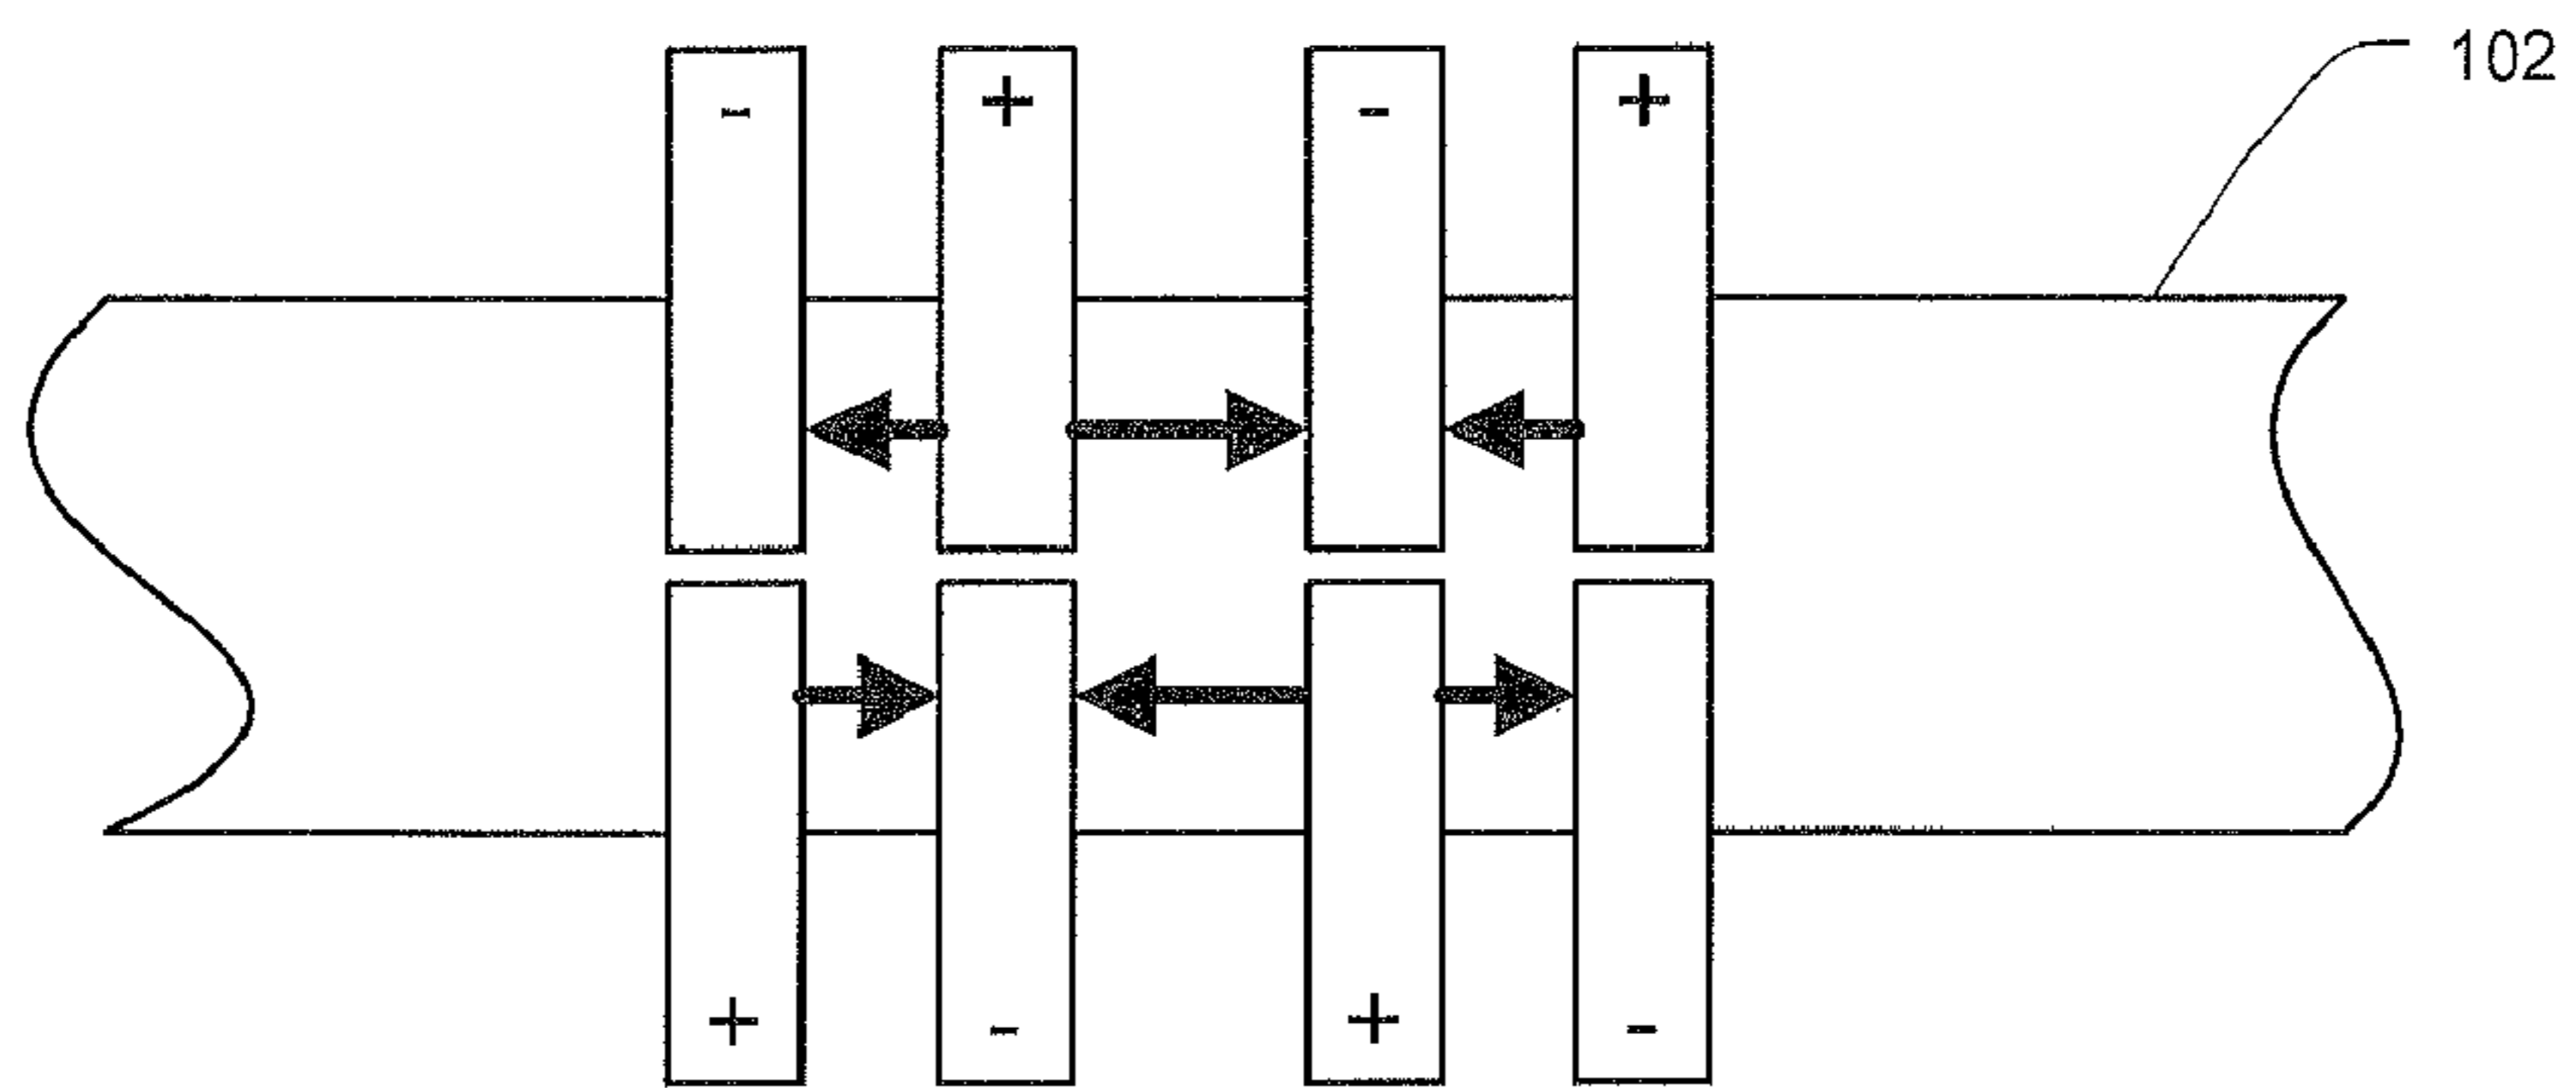 - + - + 102
+ - + -